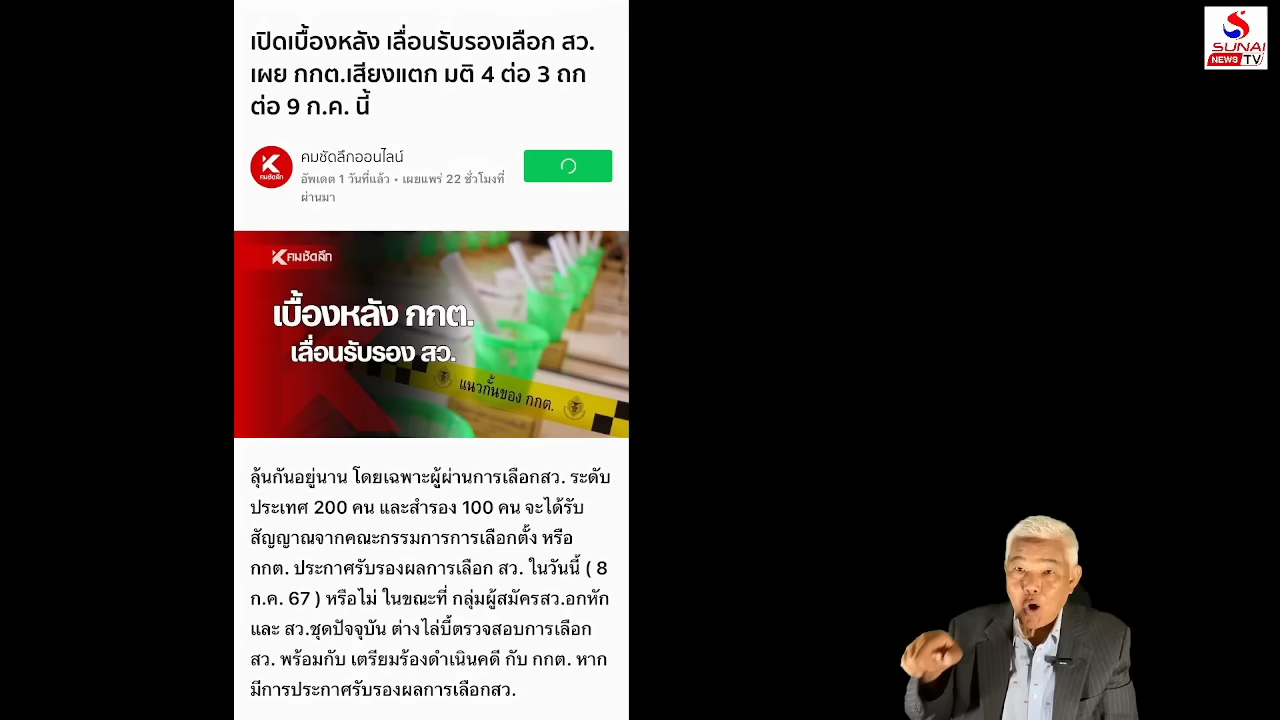 เปิดเบื้องหลัง เลื่อนรับรองเลือก สว.
เผย กกต.เสียงแตก มติ 4 ต่อ 3 ถก
ต่อ 9 ก.ค. นี้
คมชัดลึกออนไลน์
อัพเดต 1 วันที่แล้ว • เผยแพร่ 22 ชั่วโมงที่
ผ่านมา
คมชัดลึก
คมชัดลึก
เบื้องหลัง กกต.
เลื่อนรับรอง สว.
แนวกั้นของ กกต.
ลุ้นกันอยู่นาน โดยเฉพาะผู้ผ่านการเลือกสว. ระดับ
ประเทศ 200 คน และสำรอง 100 คน จะได้รับ
สัญญาณจากคณะกรรมการการเลือกตั้ง หรือ
กกต. ประกาศรับรองผลการเลือก สว. ในวันนี้ ( 8
ก.ค. 67 ) หรือไม่ ในขณะที่ กลุ่มผู้สมัครสว.อกหัก
และ สว.ชุดปัจจุบัน ต่างไล่บี้ตรวจสอบการเลือก
สว. พร้อมกับ เตรียมร้องดำเนินคดี กับ กกต. หาก
มีการประกาศรับรองผลการเลือกสว.
SUNAI
NEWS TV